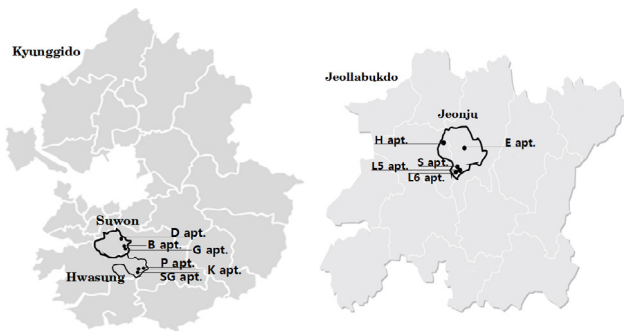 Kyunggido
Suwon
D apt.
B apt.
G apt.
P apt.
K apt.
Hwasung
SG apt.
Jeollabukdo
Jeonju
H apt.
E apt.
S apt.
L5 apt.
L6 apt.